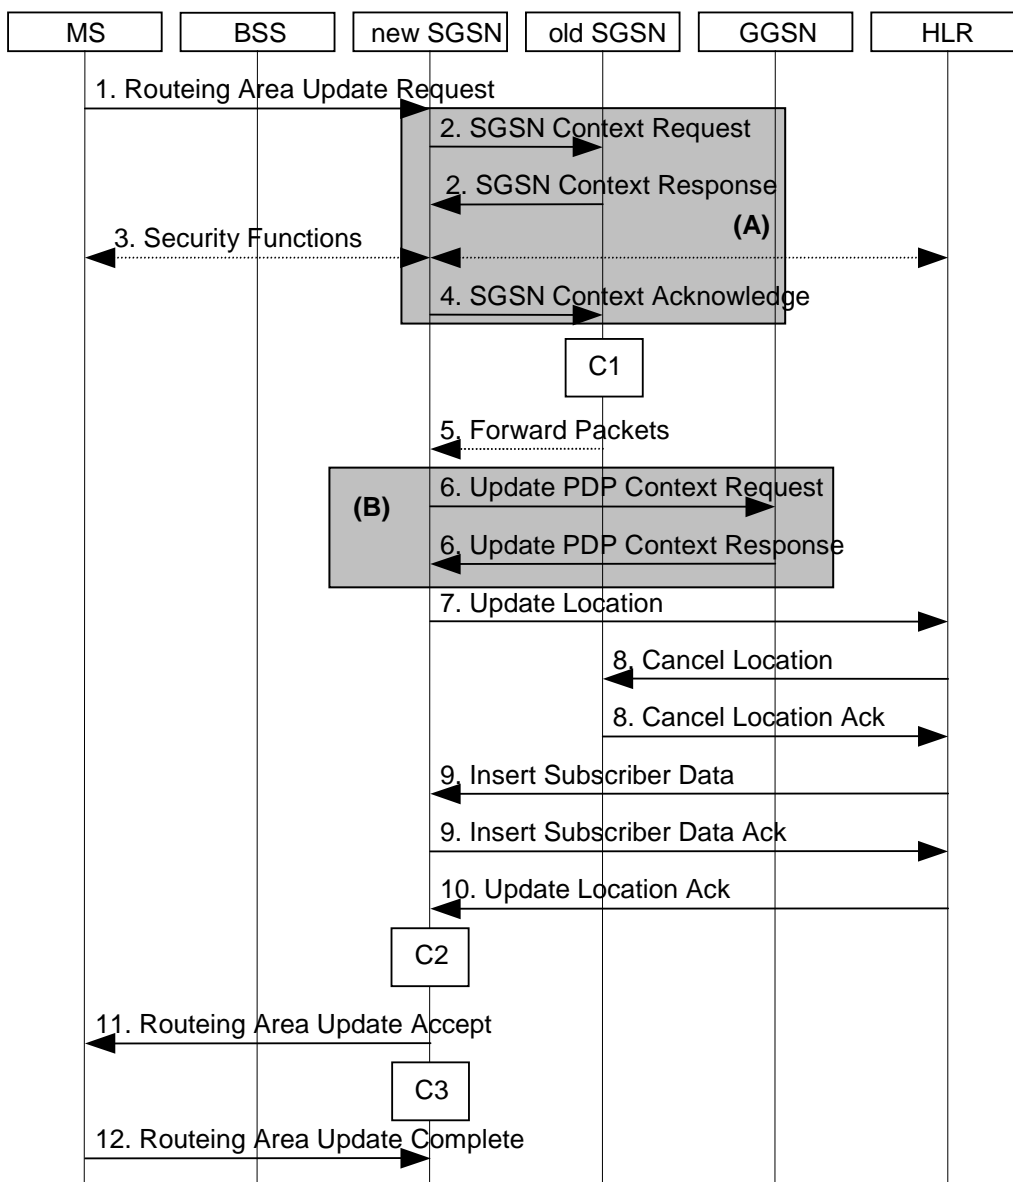 MS BSS new SGSN old SGSN GGSN HLR
1. Routeing Area Update Request
2. SGSN Context Request
2. SGSN Context Response
(A)
3. Security Functions
4. SGSN Context Acknowledge
C1
5. Forward Packets
6. Update PDP Context Request
(B)
6. Update PDP Context Response
7. Update Location
8. Cancel Location
8. Cancel Location Ack
9. Insert Subscriber Data
9. Insert Subscriber Data Ack
10. Update Location Ack
C2
11. Routeing Area Update Accept
C3
12. Routeing Area Update Complete